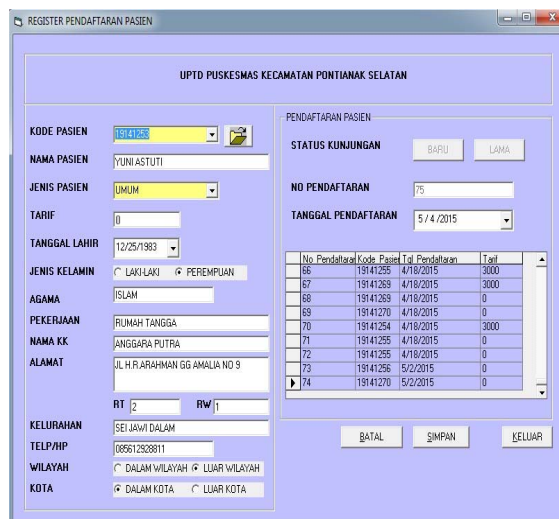 REGISTER PENDAFTARAN PASIEN
UPTD PUSKESMAS KECAMATAN PONTIANAK SELATAN
KODE PASIEN 19141253
NAMA PASIEN YUNI ASTUTI
JENIS PASIEN UMUM
TARIF 0
TANGGAL LAHIR 12/25/1983
JENIS KELAMIN LAKI-LAKI PEREMPUAN
AGAMA ISLAM
PEKERJAAN RUMAH TANGGA
NAMA KK ANGGARA PUTRA
ALAMAT JL H.R.ARAHMAN GG AMALIA NO 9
RT 2 RW 1
KELURAHAN SEI JAWI DALAM
TELP/HP 085612928811
WILAYAH DALAM WILAYAH LUAR WILAYAH
KOTA DALAM KOTA LUAR KOTA
PENDAFTARAN PASIEN
STATUS KUNJUNGAN BARU LAMA
NO PENDAFTARAN 75
TANGGAL PENDAFTARAN 5 / 4 /2015
No Pendaftaran Kode Pasien Tgl Pendaftaran Tarif
66 19141255 4/18/2015 3000
67 19141269 4/18/2015 3000
68 19141269 4/18/2015 0
69 19141270 4/18/2015 0
70 19141254 4/18/2015 3000
71 19141255 4/18/2015 0
72 19141255 4/18/2015 0
73 19141256 5/2/2015 0
74 19141270 5/2/2015 0
BATAL SIMPAN KELUAR